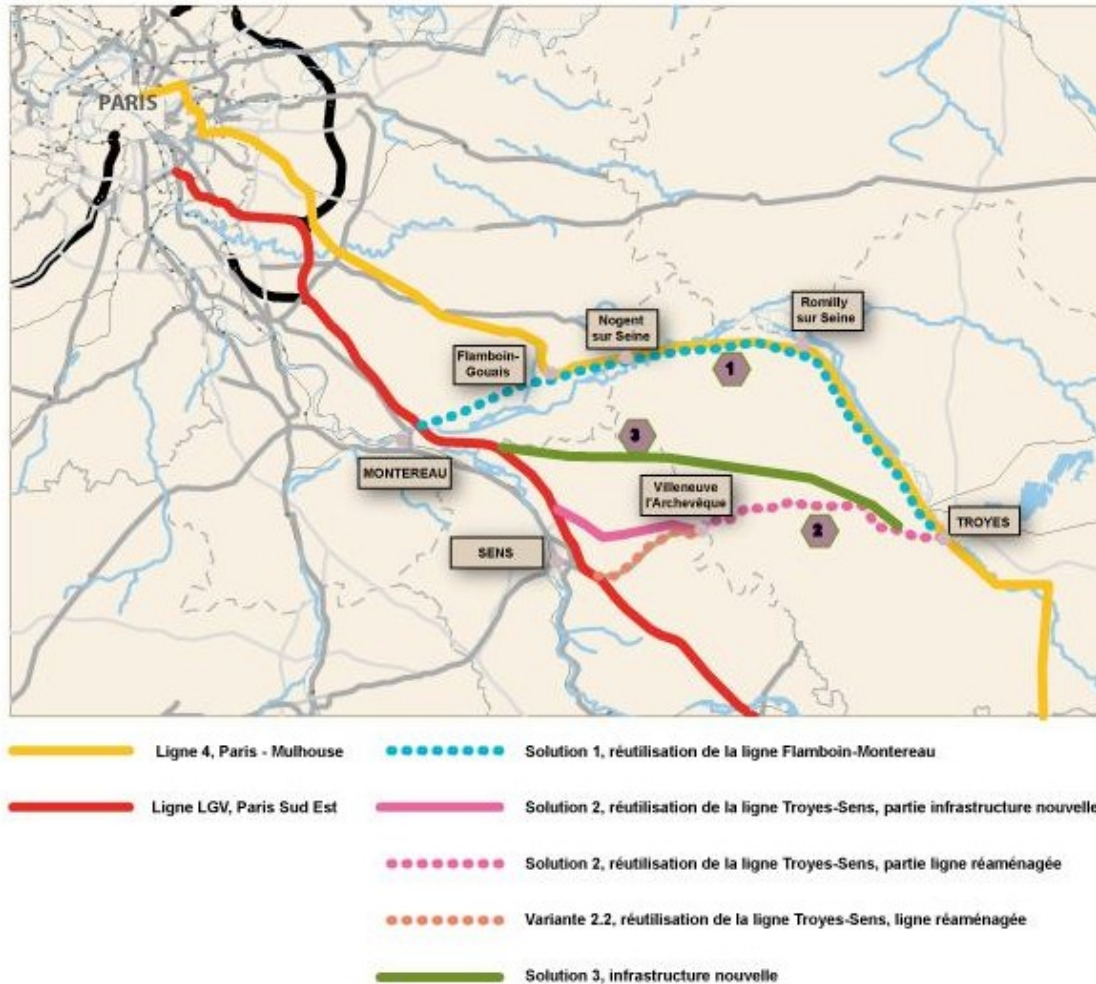 PARIS
Romilly
sur Seine
Nogent
sur Seine
Flamboin-
Gouais
1
3
MONTEREAU
Villeneuve
l'Archevêque
2
TROYES
SENS
Ligne 4, Paris - Mulhouse
Solution 1, réutilisation de la ligne Flamboin-Montereau
Ligne LGV, Paris Sud Est
Solution 2, réutilisation de la ligne Troyes-Sens, partie infrastructure nouvelle
Solution 2, réutilisation de la ligne Troyes-Sens, partie ligne réaménagée
Variante 2.2, réutilisation de la ligne Troyes-Sens, ligne réaménagée
Solution 3, infrastructure nouvelle